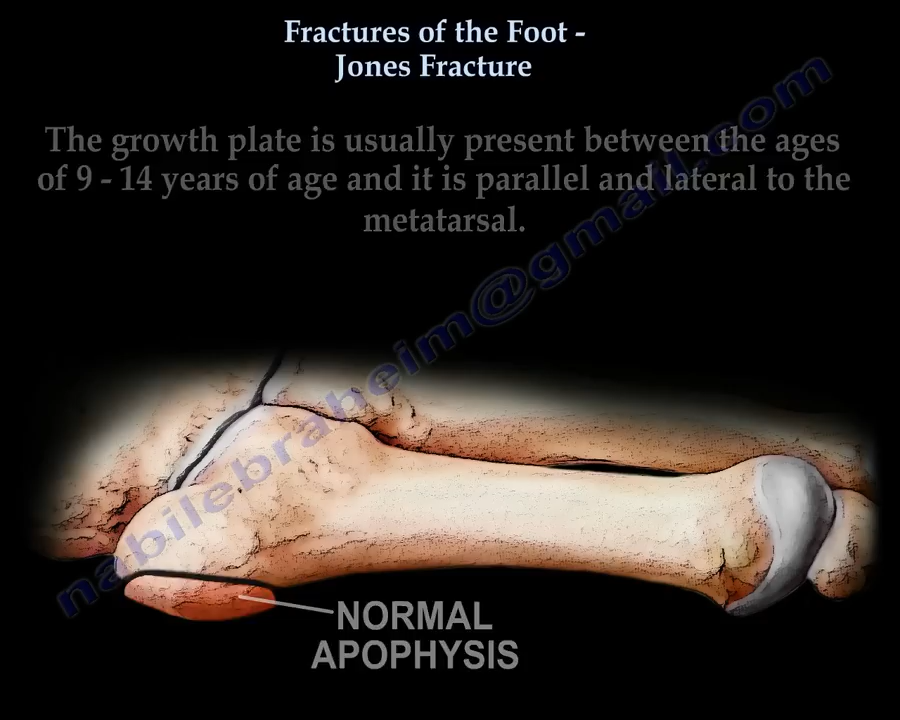 Fractures of the Foot -
Jones Fracture
The growth plate is usually present between the ages
of 9 - 14 years of age and it is parallel and lateral to the
metatarsal.
nabilebrabeim@gmail.com
NORMAL
APOPHYSIS